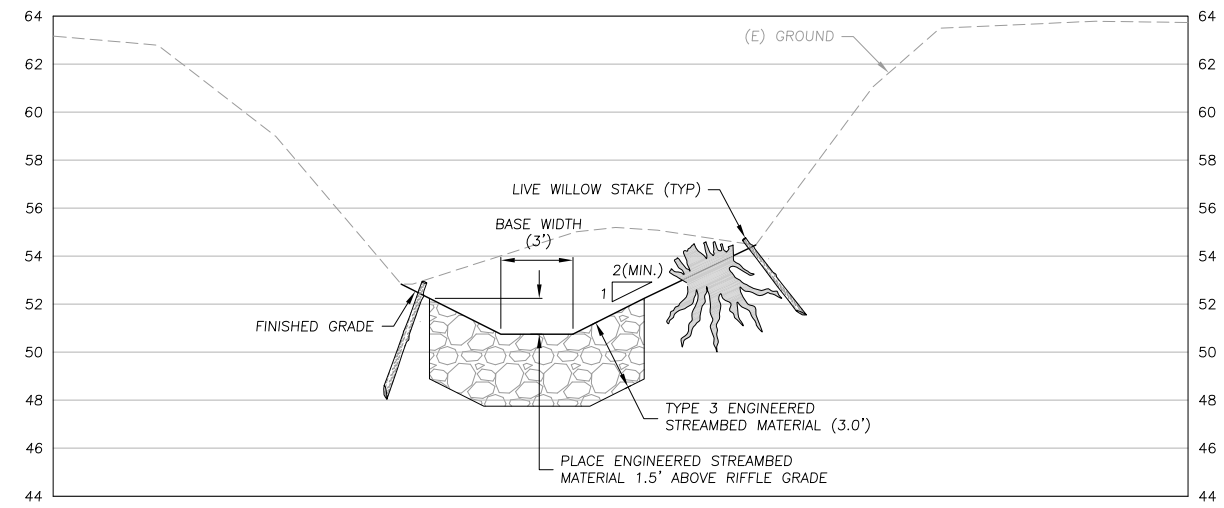 64 64
(E) GROUND
62 62
60 60
58 58
LIVE WILLOW STAKE (TYP)
56 56
BASE WIDTH
(3')
54 54
2(MIN.)
1
52 52
FINISHED GRADE
50 50
48 48
TYPE 3 ENGINEERED
STREAMBED MATERIAL (3.0')
46 46
PLACE ENGINEERED STREAMBED
MATERIAL 1.5' ABOVE RIFFLE GRADE
44 44